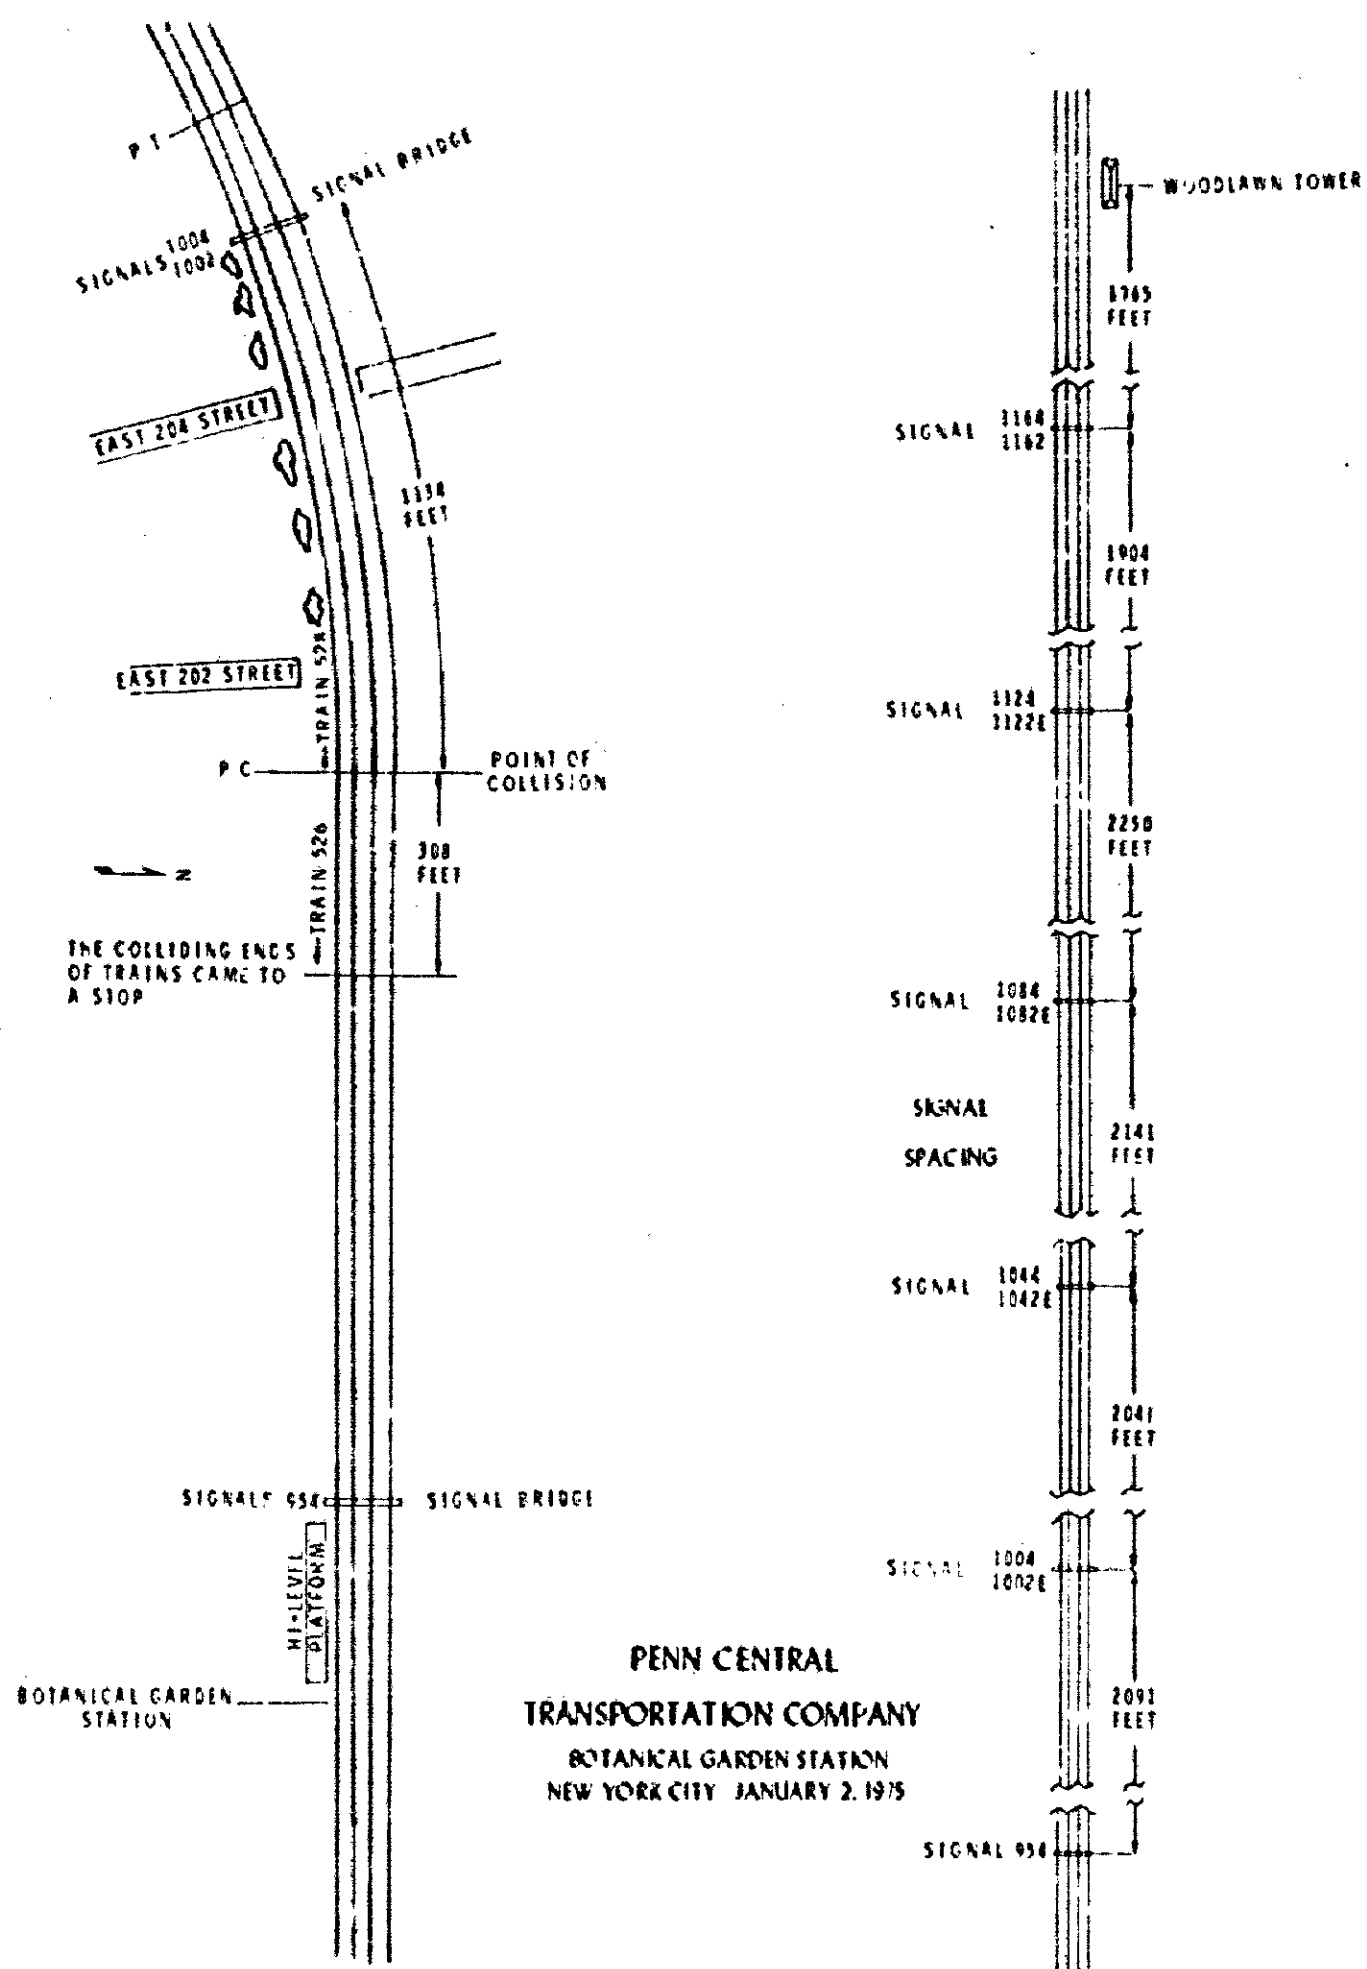 P T
SIGNAL BRIDGE
SIGNALS 1004
1002
EAST 204 STREET
1134
FEET
EAST 202 STREET
TRAIN 528
P C
POINT OF
COLLISION
TRAIN 526
308
FEET
N
THE COLLIDING ENDS
OF TRAINS CAME TO
A STOP
SIGNALS 954
SIGNAL BRIDGE
HI-LEVEL
PLATFORM
BOTANICAL GARDEN
STATION
PENN CENTRAL
TRANSPORTATION COMPANY
BOTANICAL GARDEN STATION
NEW YORK CITY JANUARY 2, 1975
WOODLAWN TOWER
1765
FEET
SIGNAL 1164
1162
1904
FEET
SIGNAL 1124
1122E
2250
FEET
SIGNAL 1084
1082E
SIGNAL
SPACING
2141
FEET
SIGNAL 1044
1042E
2041
FEET
SIGNAL 1004
1002E
2091
FEET
SIGNAL 954